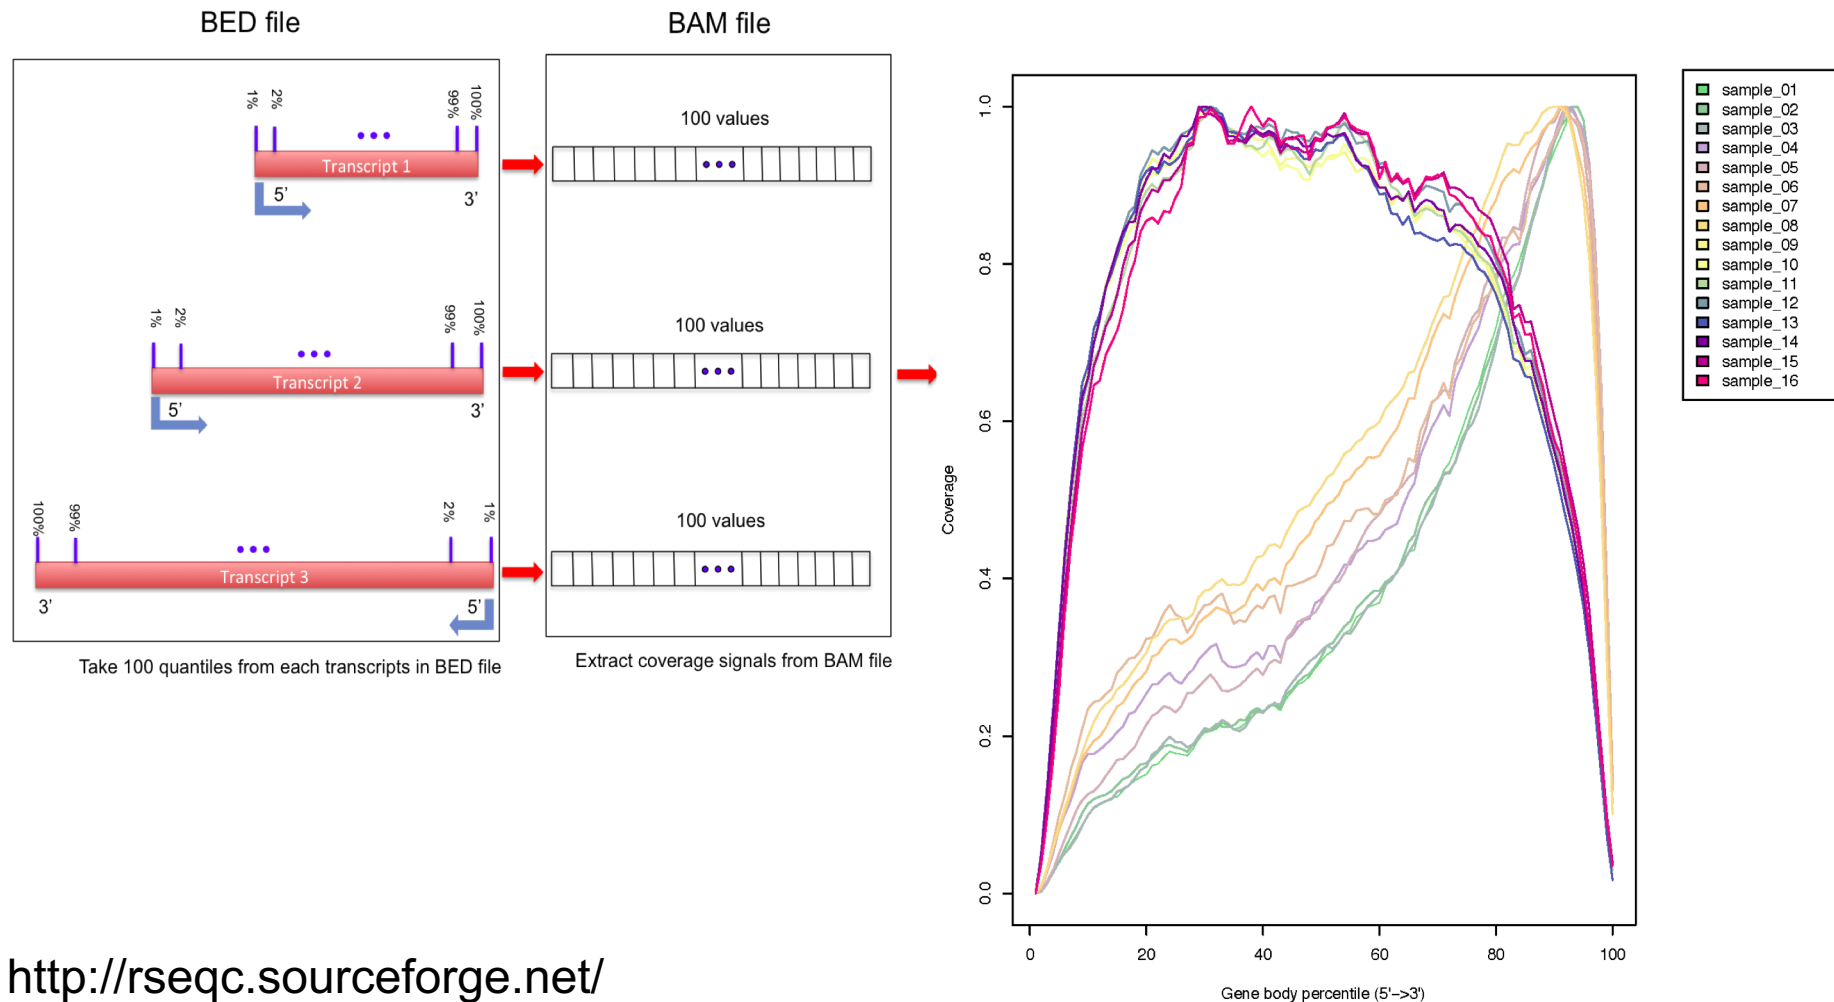 BED file
1%
2%
99%
100%
Transcript 1
5'
3'
1%
2%
99%
100%
Transcript 2
5'
3'
100%
99%
2%
1%
Transcript 3
3'
5'
Take 100 quantiles from each transcripts in BED file
BAM file
100 values
100 values
100 values
Extract coverage signals from BAM file
Coverage
1.0
0.8
0.6
0.4
0.2
0.0
0 20 40 60 80 100
Gene body percentile (5'->3')
sample_01
sample_02
sample_03
sample_04
sample_05
sample_06
sample_07
sample_08
sample_09
sample_10
sample_11
sample_12
sample_13
sample_14
sample_15
sample_16
http://rseqc.sourceforge.net/